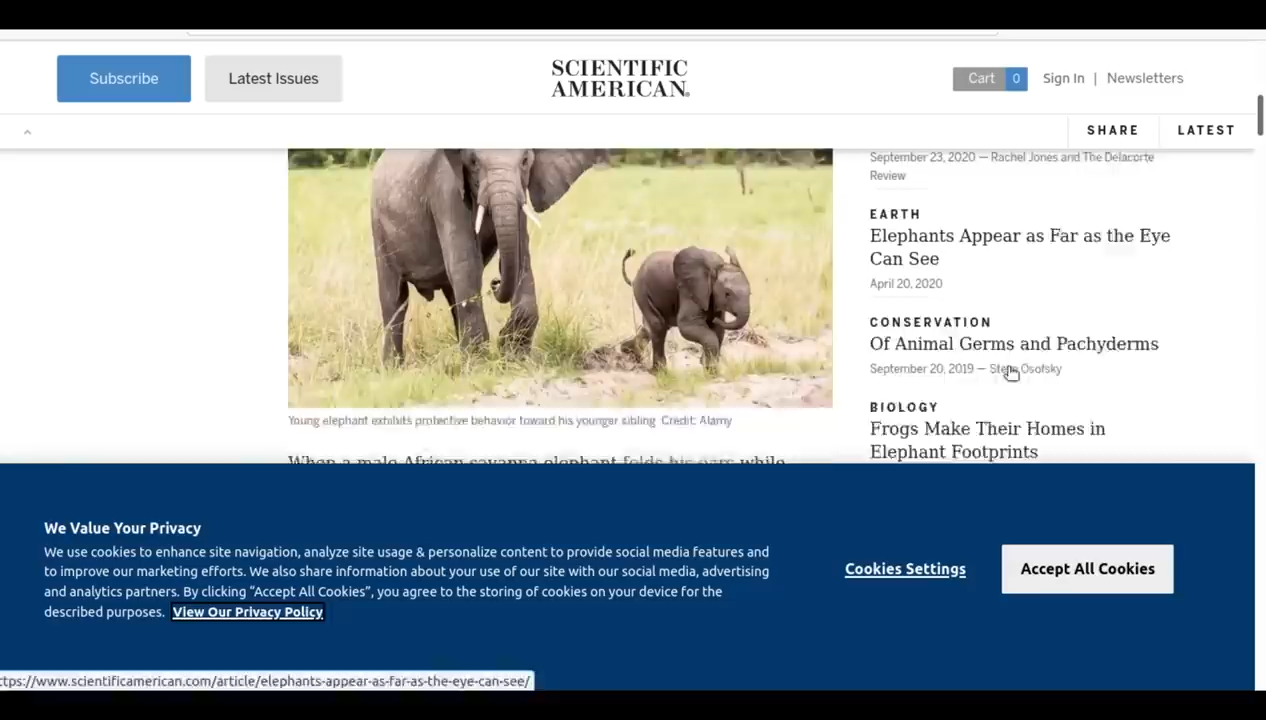 Subscribe
Latest Issues
SCIENTIFIC
AMERICAN®
Cart 0
Sign In | Newsletters
SHARE
LATEST
September 23, 2020 — Rachel Jones and The Delacorte
Review
EARTH
Elephants Appear as Far as the Eye
Can See
April 20, 2020
CONSERVATION
Of Animal Germs and Pachyderms
September 20, 2019 — Steve Osofsky
BIOLOGY
Frogs Make Their Homes in
Elephant Footprints
Young elephant exhibits protective behavior toward his younger sibling Credit: Alamy
When a male African savanna elephant folds his ears while
We Value Your Privacy
We use cookies to enhance site navigation, analyze site usage & personalize content to provide social media features and
to improve our marketing efforts. We also share information about your use of our site with our social media, advertising
and analytics partners. By clicking “Accept All Cookies”, you agree to the storing of cookies on your device for the
described purposes. View Our Privacy Policy
Cookies Settings
Accept All Cookies
ttps://www.scientificamerican.com/article/elephants-appear-as-far-as-the-eye-can-see/